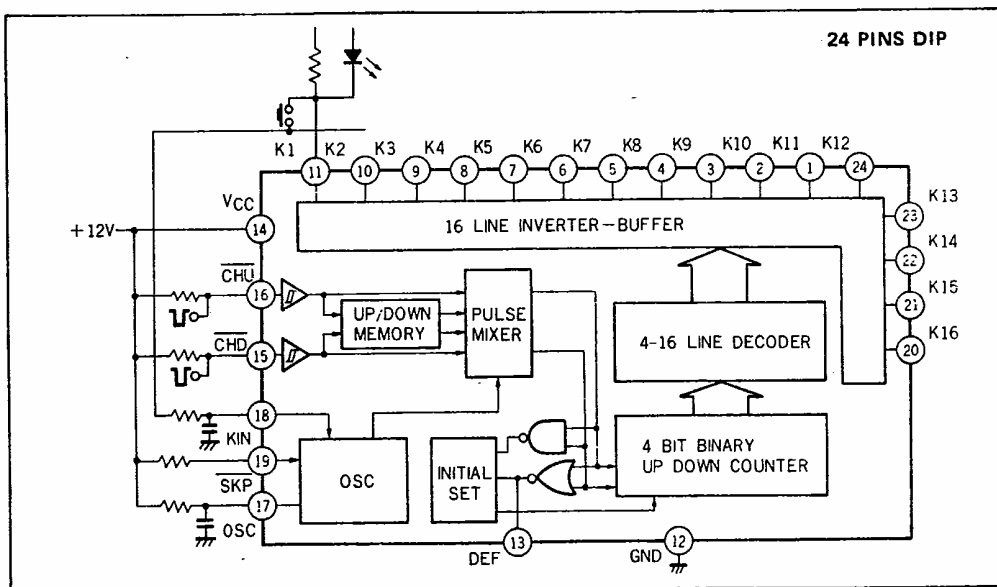 24 PINS DIP
K1 K2 K3 K4 K5 K6 K7 K8 K9 K10 K11 K12
11 10 9 8 7 6 5 4 3 2 1 24
VCC
+12V
14
16 LINE INVERTER-BUFFER
23 K13
22 K14
21 K15
20 K16
CHU
16
CHD
15
UP/DOWN
MEMORY
PULSE
MIXER
4-16 LINE DECODER
18
KIN
19
SKP
17
OSC
OSC
INITIAL
SET
4 BIT BINARY
UP DOWN COUNTER
DEF 13
GND 12